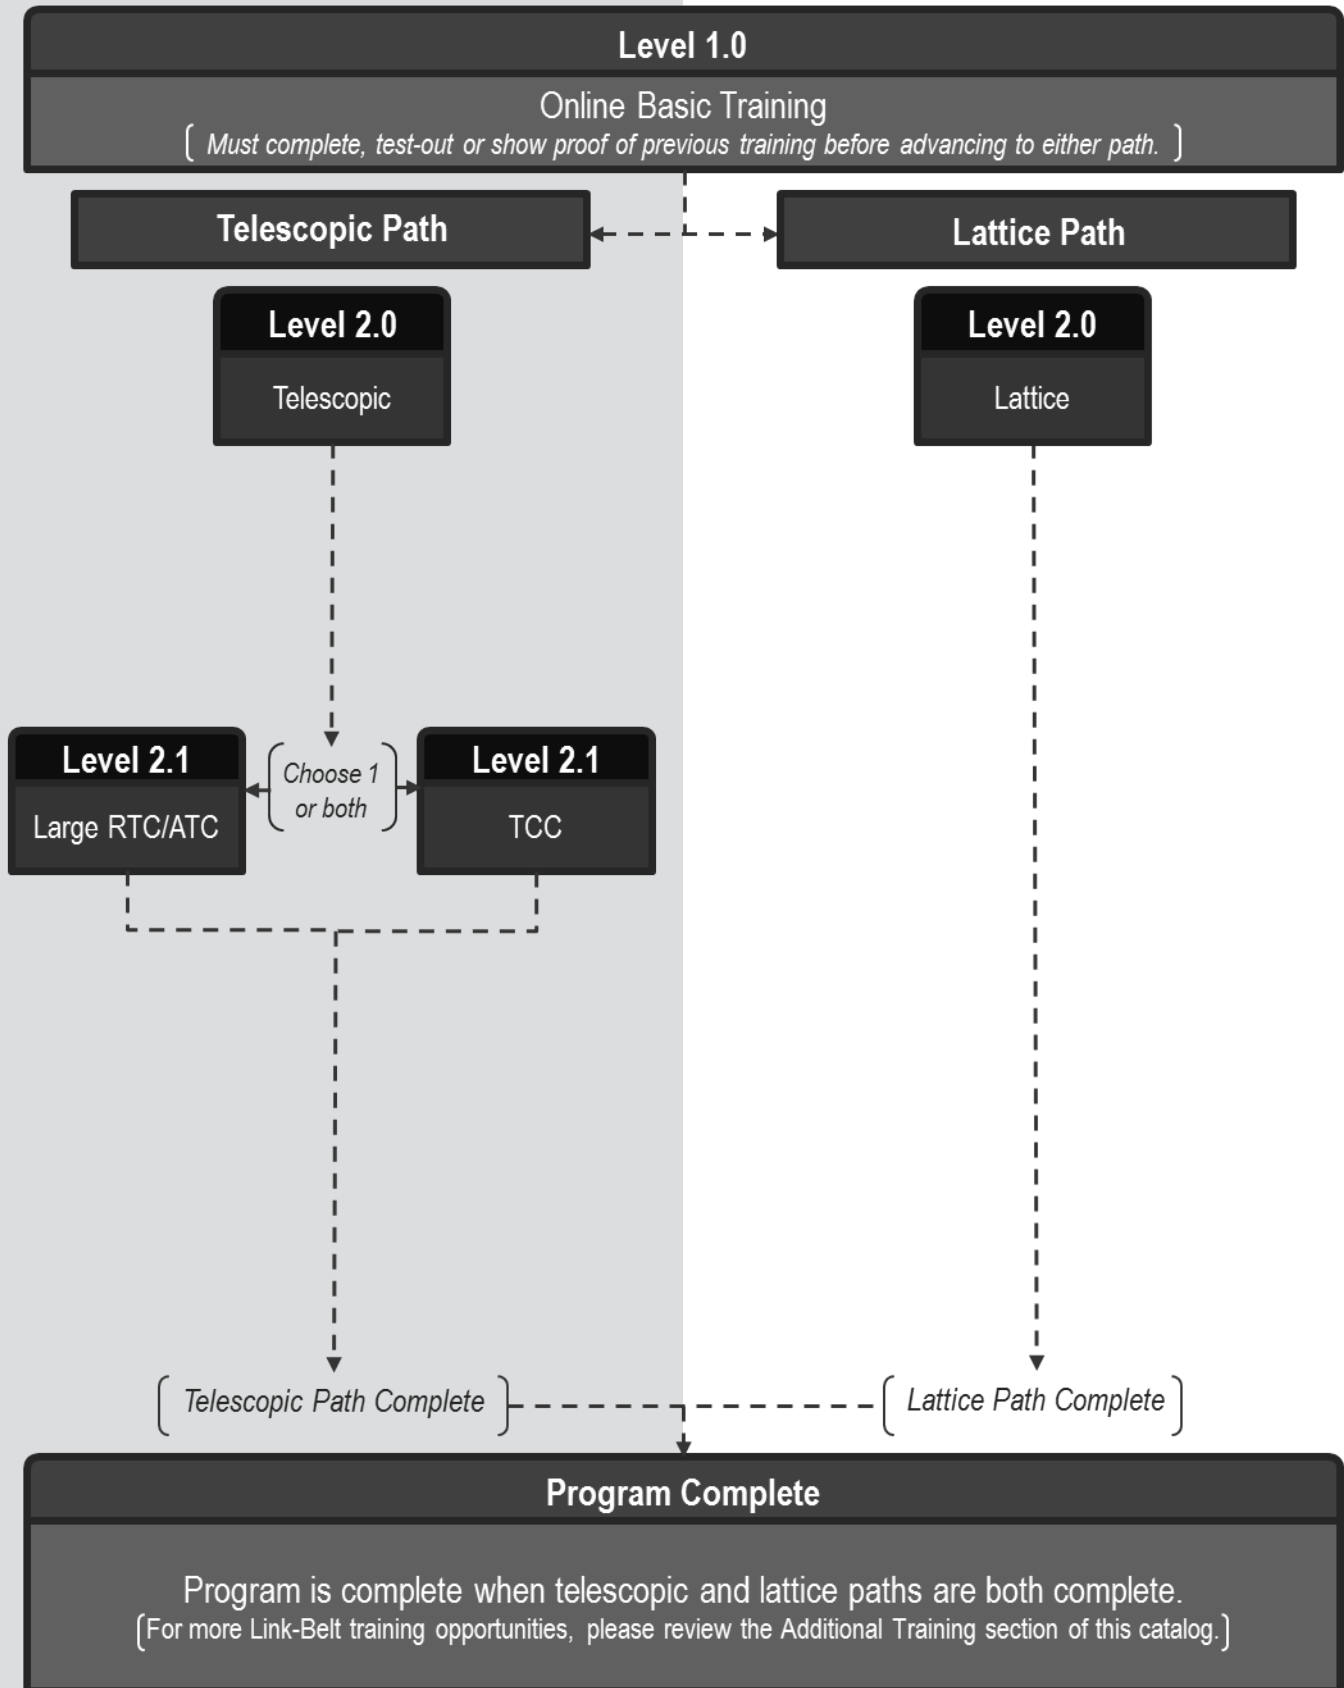 Level 1.0
Online Basic Training
Must complete, test-out or show proof of previous training before advancing to either path.
Telescopic Path
Lattice Path
Level 2.0
Telescopic
Level 2.0
Lattice
Level 2.1
Large RTC/ATC
Choose 1
or both
Level 2.1
TCC
Telescopic Path Complete
Lattice Path Complete
Program Complete
Program is complete when telescopic and lattice paths are both complete.
For more Link-Belt training opportunities, please review the Additional Training section of this catalog.